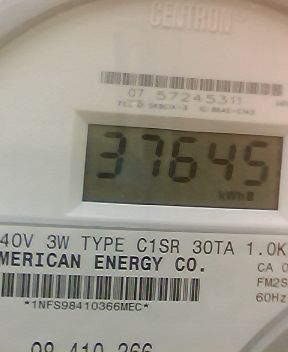 CENTRON®
07 57245311
37645
kWh
40V 3W TYPE C1SR 30TA 1.0K
MERICAN ENERGY CO.
CA 0
FM2S
*1NFS98410366MEC*
60Hz
98 410 366